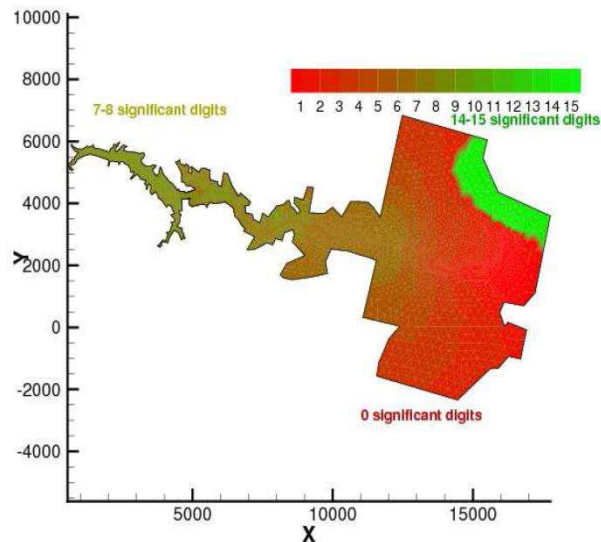 10000
8000
6000
4000
2000
0
-2000
-4000
Y
7-8 significant digits
1 2 3 4 5 6 7 8 9 10 11 12 13 14 15
14-15 significant digits
0 significant digits
5000 10000 15000
X